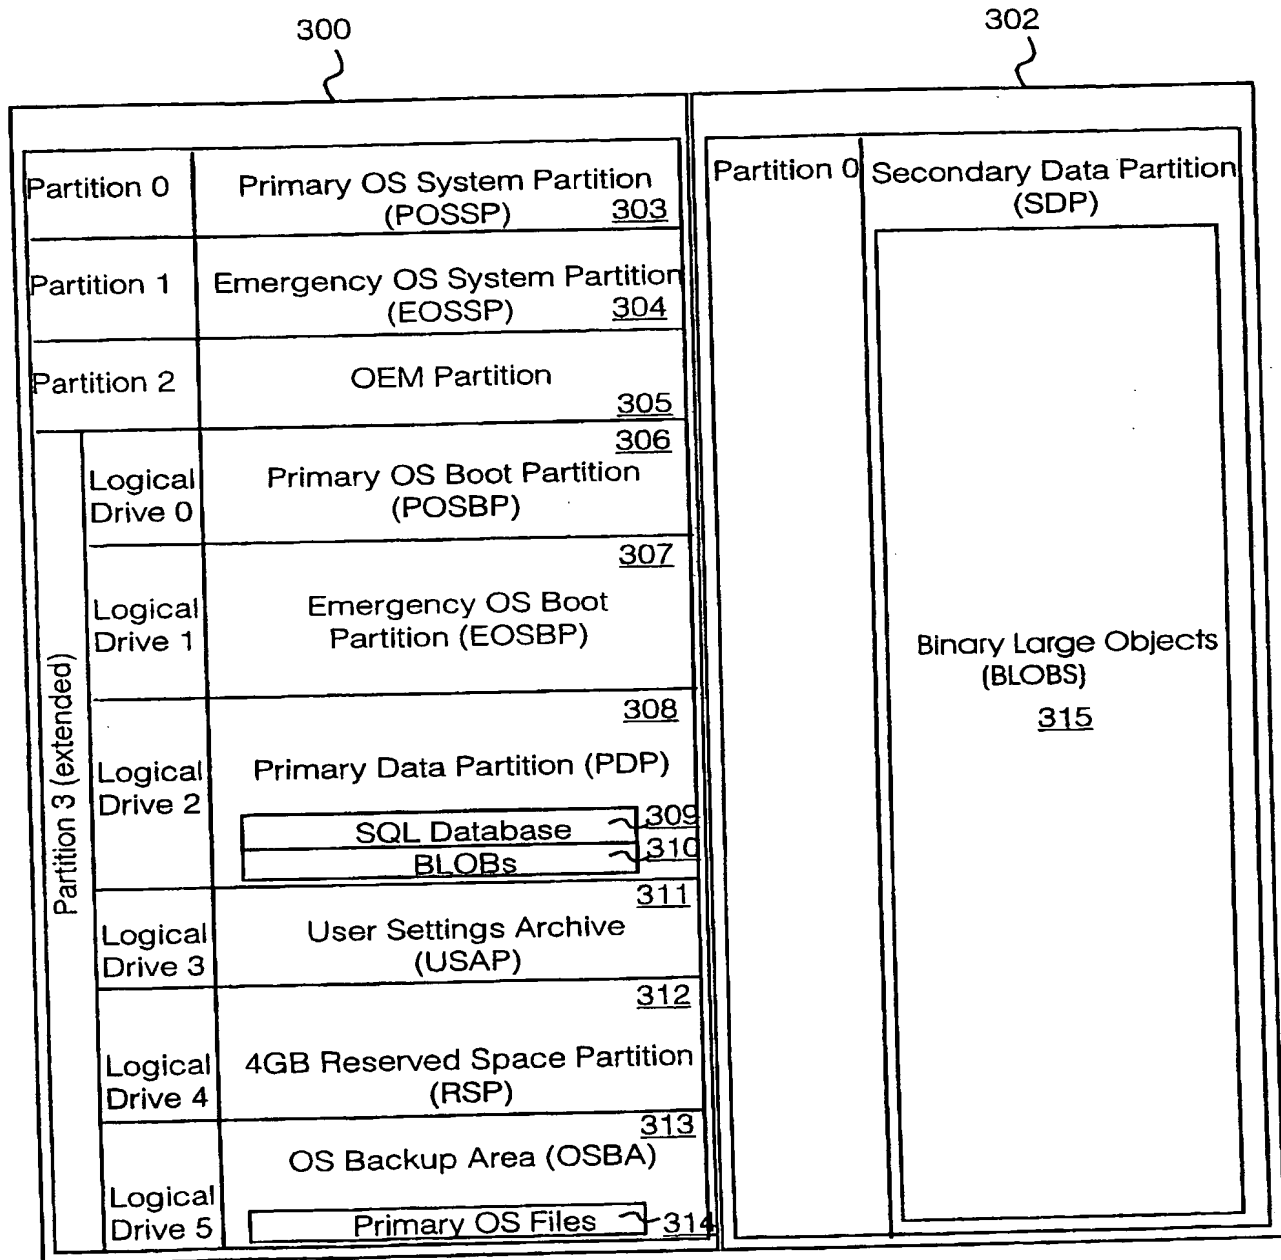 300
302
Partition 0
Primary OS System Partition
(POSSP)
303
Partition 1
Emergency OS System Partition
(EOSSP)
304
Partition 2
OEM Partition
305
Partition 3 (extended)
306
Logical
Drive 0
Primary OS Boot Partition
(POSBP)
307
Logical
Drive 1
Emergency OS Boot
Partition (EOSBP)
308
Logical
Drive 2
Primary Data Partition (PDP)
SQL Database
309
BLOBs
310
311
Logical
Drive 3
User Settings Archive
(USAP)
312
Logical
Drive 4
4GB Reserved Space Partition
(RSP)
313
OS Backup Area (OSBA)
Logical
Drive 5
Primary OS Files
314
Partition 0
Secondary Data Partition
(SDP)
Binary Large Objects
(BLOBS)
315